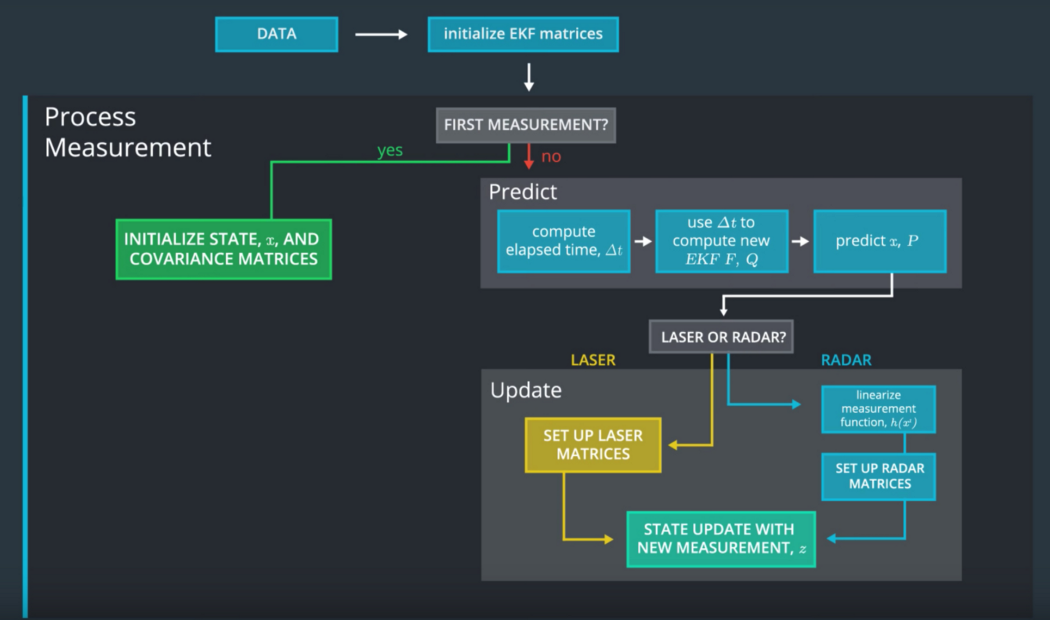 DATA
initialize EKF matrices
Process
Measurement
FIRST MEASUREMENT?
yes
no
INITIALIZE STATE, x, AND
COVARIANCE MATRICES
Predict
compute
elapsed time, Δt
use Δt to
compute new
EKF F, Q
predict x, P
LASER OR RADAR?
LASER
RADAR
Update
SET UP LASER
MATRICES
linearize
measurement
function, h(x')
SET UP RADAR
MATRICES
STATE UPDATE WITH
NEW MEASUREMENT, z